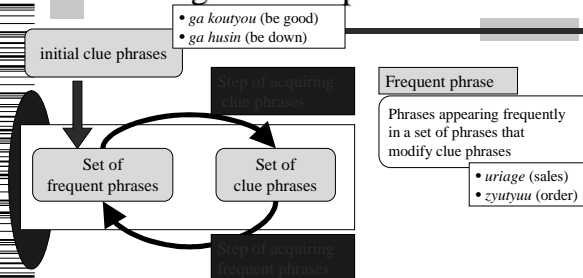 • ga koutyou (be good)
• ga husin (be down)
initial clue phrases
Step of acquiring
clue phrases
Set of
frequent phrases
Set of
clue phrases
Step of acquiring
frequent phrases
Frequent phrase
Phrases appearing frequently
in a set of phrases that
modify clue phrases
• uriage (sales)
• zyutyuu (order)